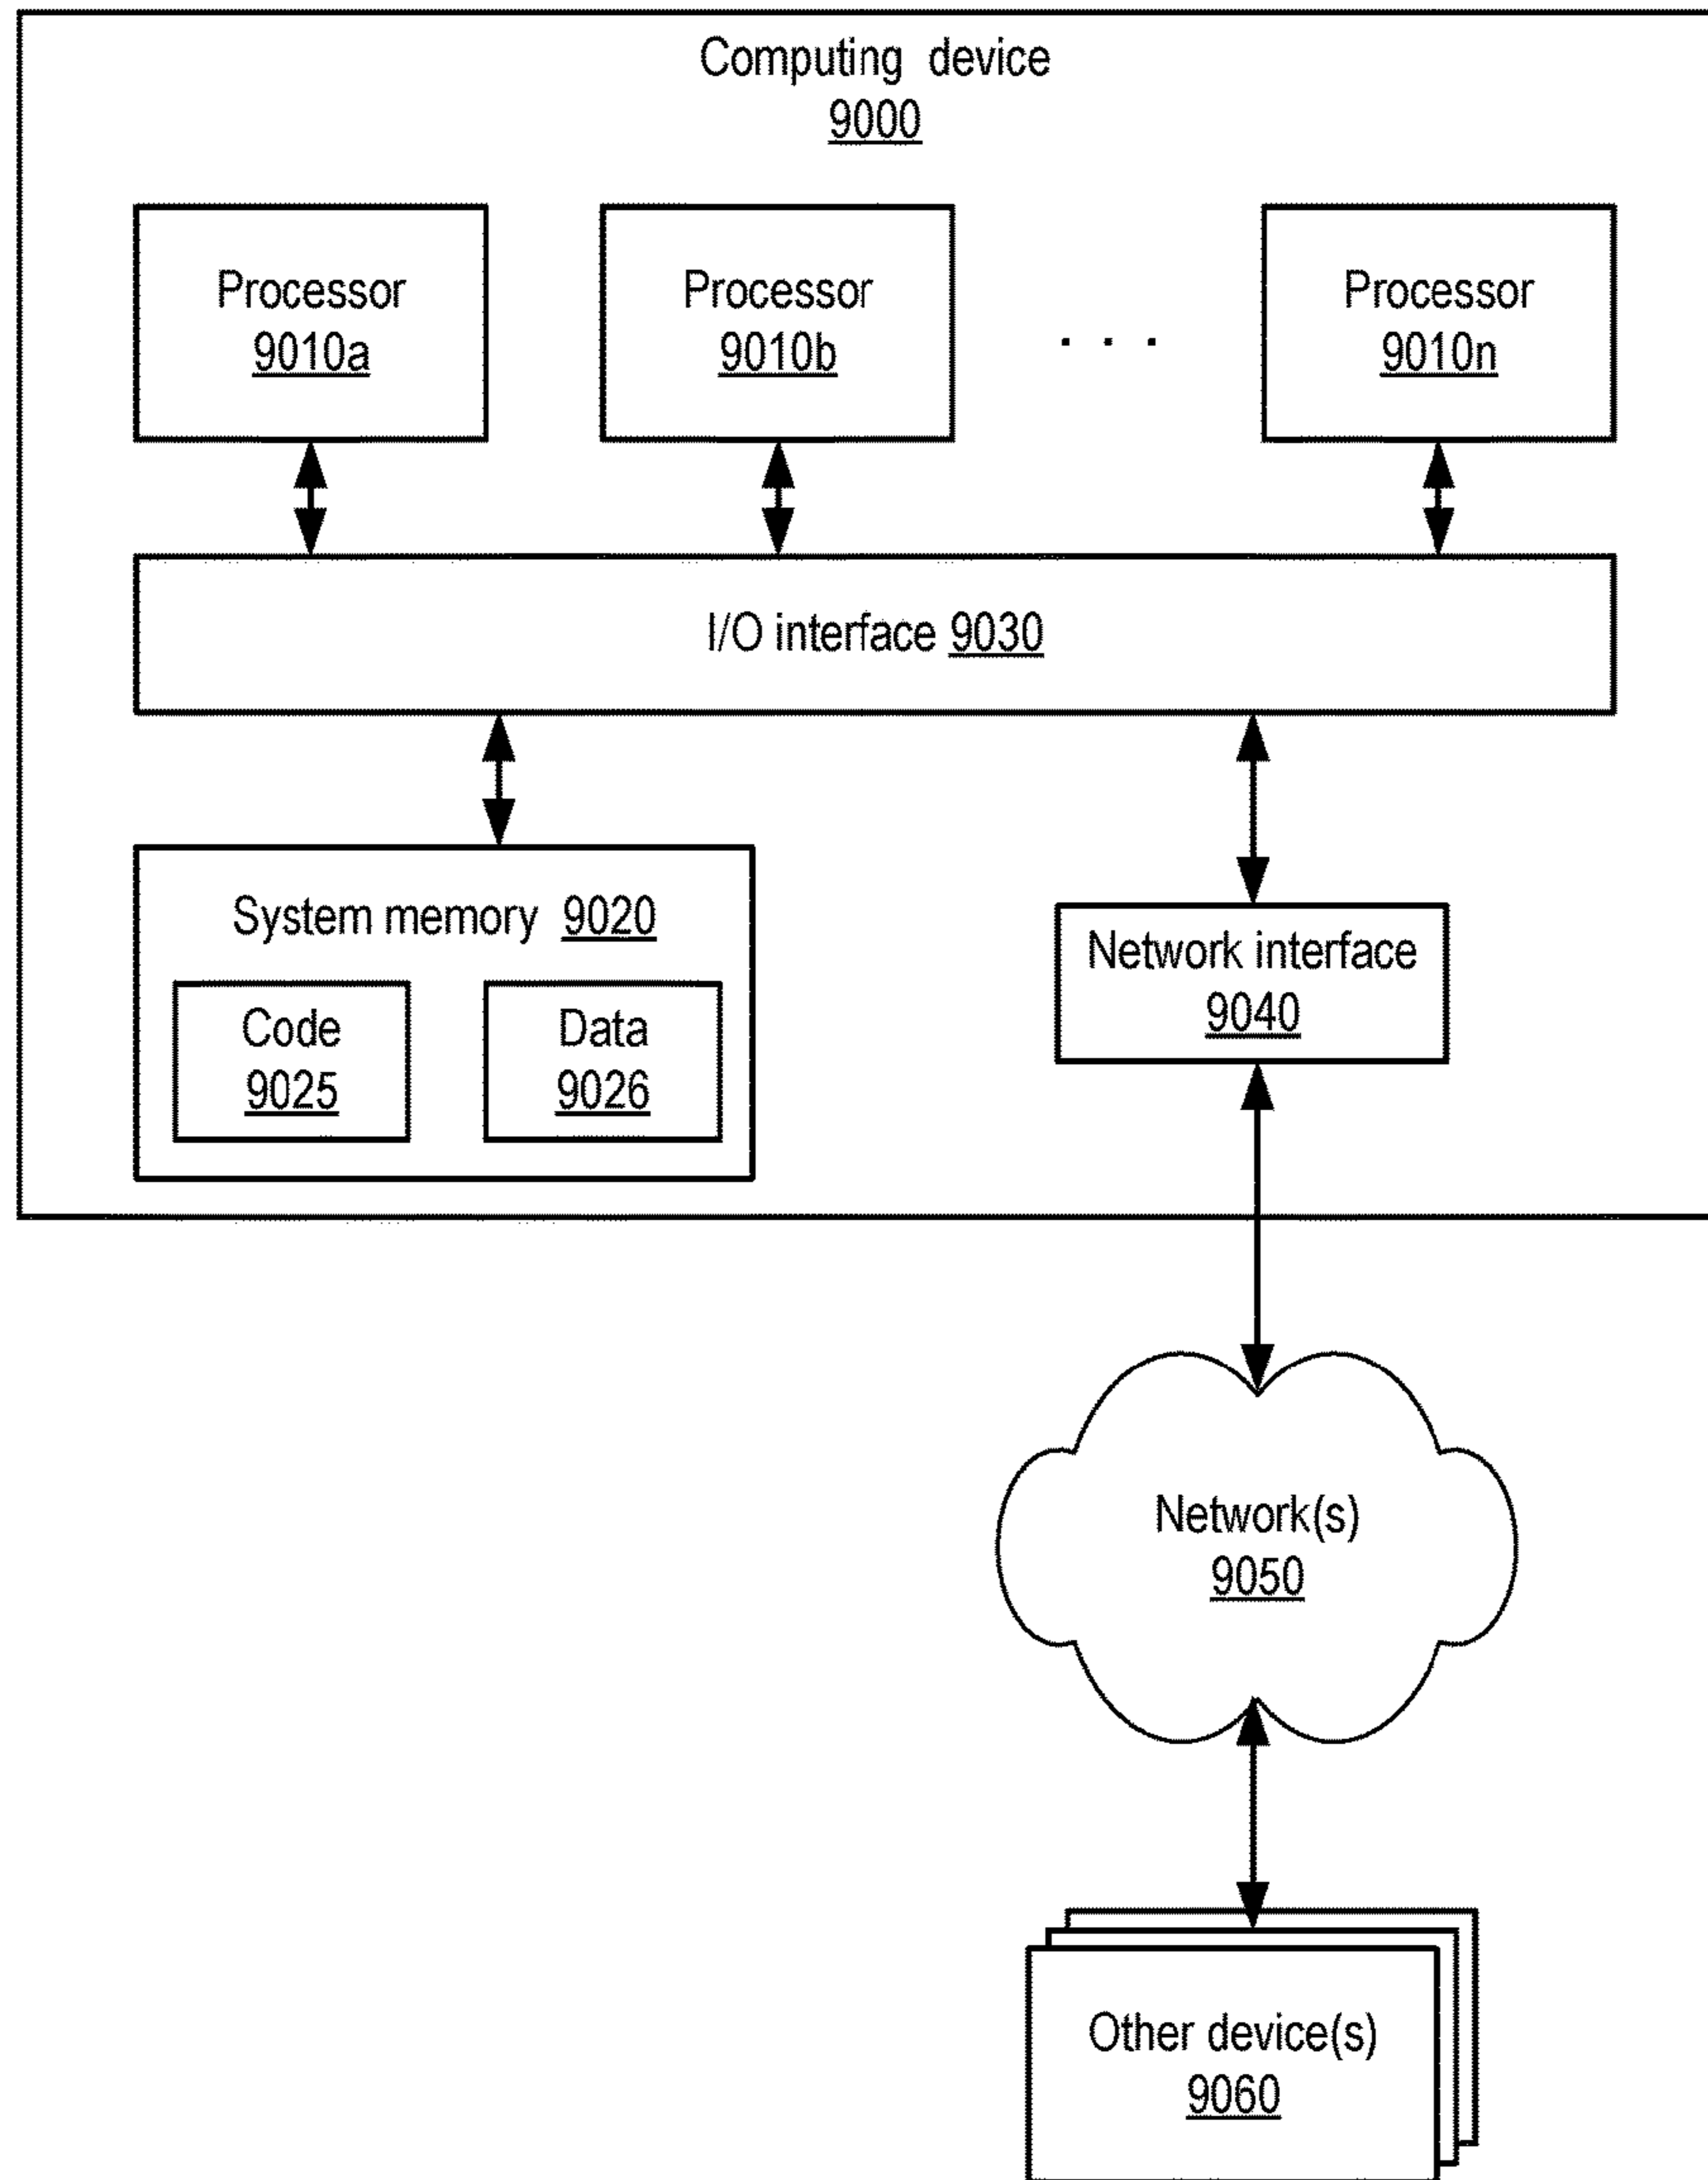 Computing device
9000
Processor
9010a
Processor
9010b
. . .
Processor
9010n
I/O interface 9030
System memory 9020
Code
9025
Data
9026
Network interface
9040
Network(s)
9050
Other device(s)
9060